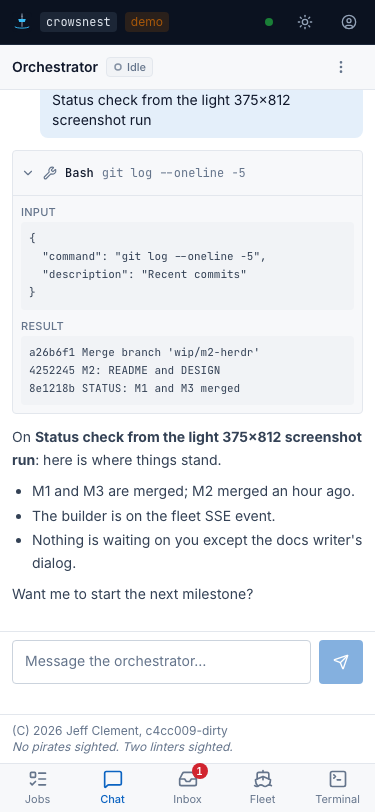 crowsnest demo
Orchestrator Idle
Status check from the light 375×812
screenshot run
Bash git log --oneline -5
INPUT
{
"command": "git log --oneline -5",
"description": "Recent commits"
}
RESULT
a26b6f1 Merge branch 'wip/m2-herdr'
4252245 M2: README and DESIGN
8e1218b STATUS: M1 and M3 merged
On Status check from the light 375×812 screenshot
run: here is where things stand.
• M1 and M3 are merged; M2 merged an hour ago.
• The builder is on the fleet SSE event.
• Nothing is waiting on you except the docs writer's
dialog.
Want me to start the next milestone?
Message the orchestrator...
(C) 2026 Jeff Clement, c4cc009-dirty
No pirates sighted. Two linters sighted.
1
Jobs Chat Inbox Fleet Terminal